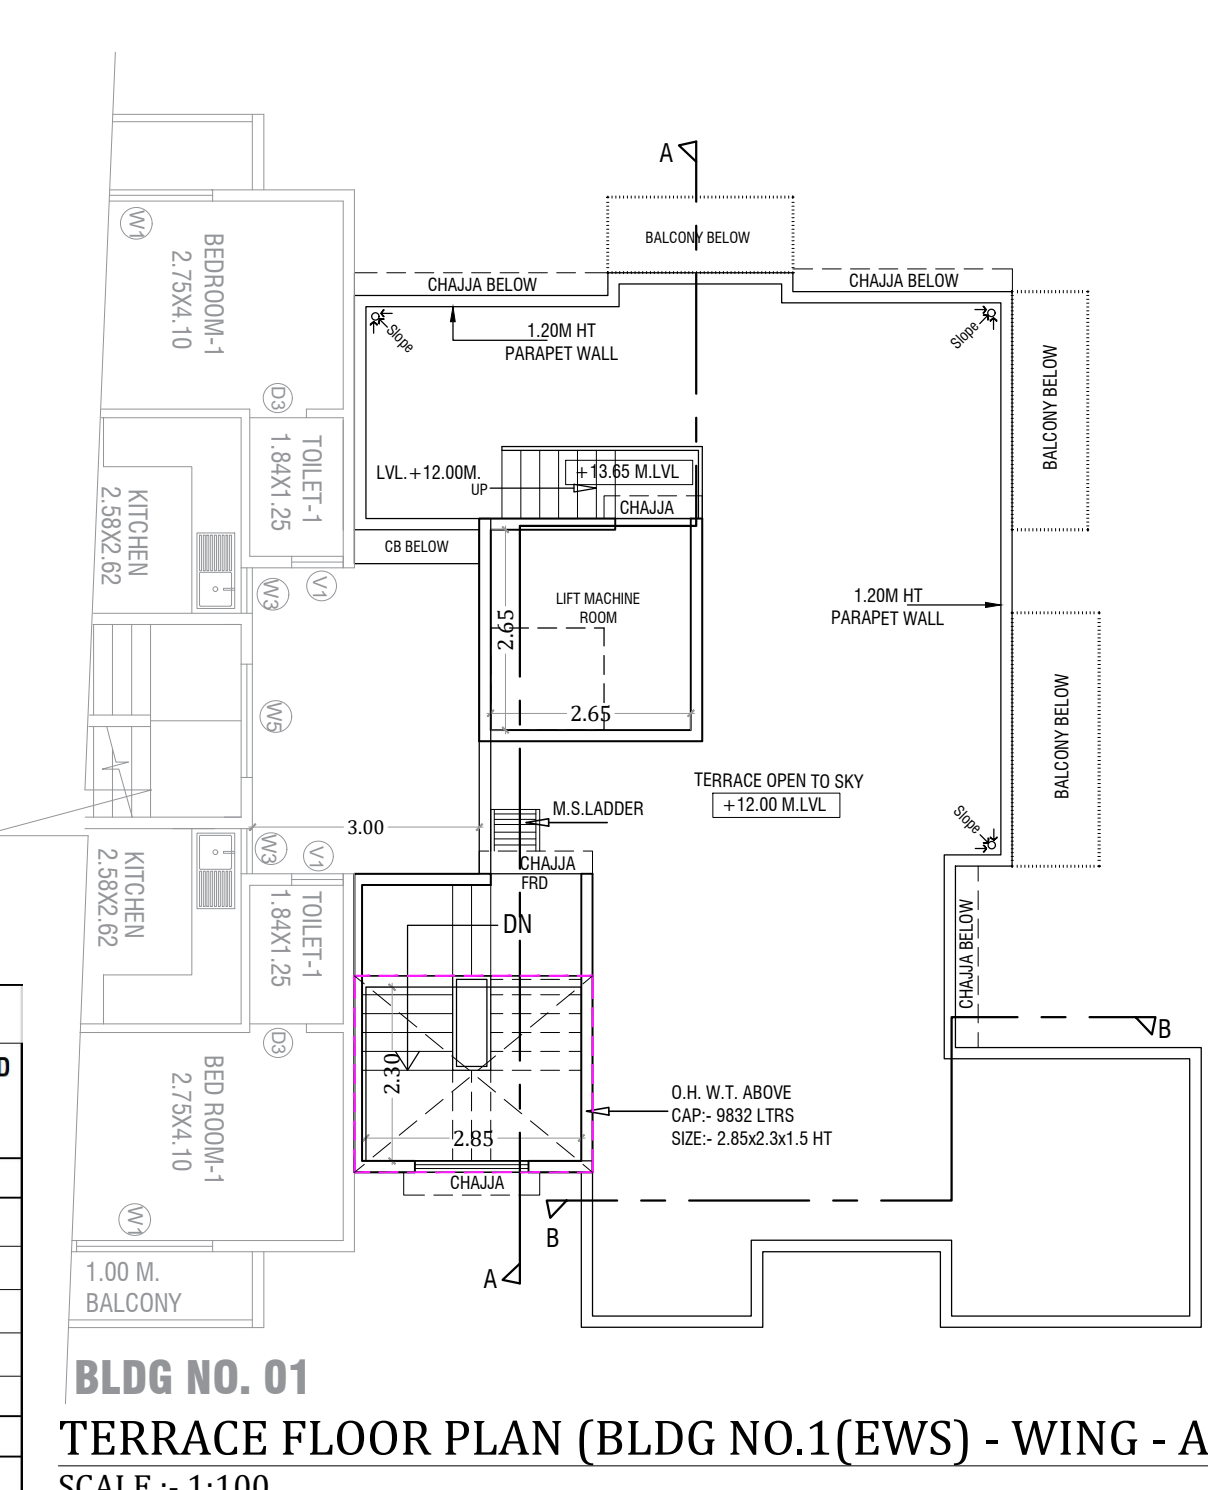 A
BALCONY BELOW
CHAJJA BELOW
CHAJJA BELOW
W1
BEDROOM-1
2.75X4.10
Slope
1.20M HT
PARAPET WALL
Slope
BALCONY BELOW
D3
TOILET-1
1.84X1.25
LVL.+12.00M.
UP
+13.65 M.LVL
CHAJJA
KITCHEN
2.58X2.62
CB BELOW
W3
V1
LIFT MACHINE
ROOM
2.65
2.65
1.20M HT
PARAPET WALL
BALCONY BELOW
W5
TERRACE OPEN TO SKY
+12.00 M.LVL
M.S.LADDER
3.00
Slope
W3
V1
CHAJJA
FRD
KITCHEN
2.58X2.62
TOILET-1
1.84X1.25
DN
CHAJJA BELOW
B
D3
D
BED ROOM-1
2.75X4.10
2.30
2.85
O.H. W.T. ABOVE
CAP:- 9832 LTRS
SIZE:- 2.85x2.3x1.5 HT
CHAJJA
W1
B
A
1.00 M.
BALCONY
BLDG NO. 01
TERRACE FLOOR PLAN (BLDG NO.1(EWS) - WING - A
SCALE :- 1:100